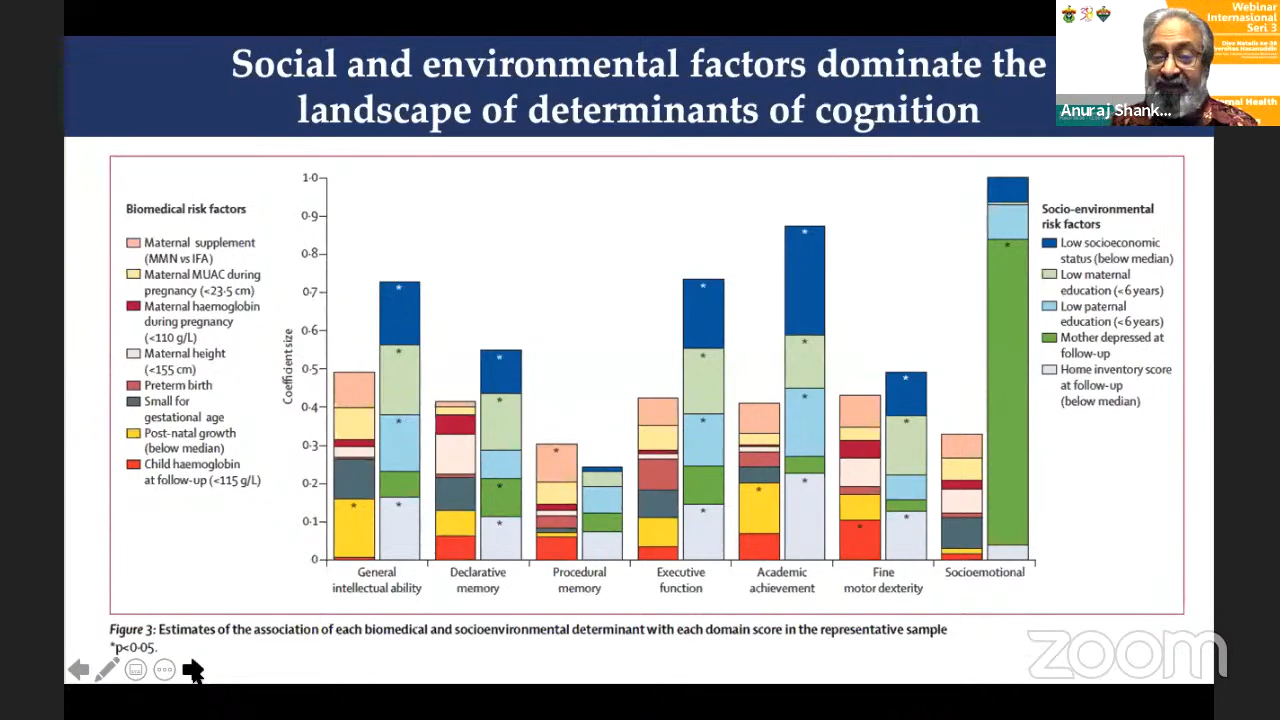 Social and environmental factors dominate the
landscape of determinants of cognition
Webinar
Internasional
Seri 3
Anuraj Shank...
Biomedical risk factors
Maternal supplement
(MMN vs IFA)
Maternal MUAC during
pregnancy (<23·5 cm)
Maternal haemoglobin
during pregnancy
(<110 g/L)
Maternal height
(<155 cm)
Preterm birth
Small for
gestational age
Post-natal growth
(below median)
Child haemoglobin
at follow-up (<115 g/L)
Coefficient size
1·0
0·9
0·8
0·7
0·6
0·5
0·4
0·3
0·2
0·1
0
General
intellectual ability
Declarative
memory
Procedural
memory
Executive
function
Academic
achievement
Fine
motor dexterity
Socioemotional
Socio-environmental
risk factors
Low socioeconomic
status (below median)
Low maternal
education (<6 years)
Low paternal
education (<6 years)
Mother depressed at
follow-up
Home inventory score
at follow-up
(below median)
Figure 3: Estimates of the association of each biomedical and socioenvironmental determinant with each domain score in the representative sample
*p<0·05.
zoom